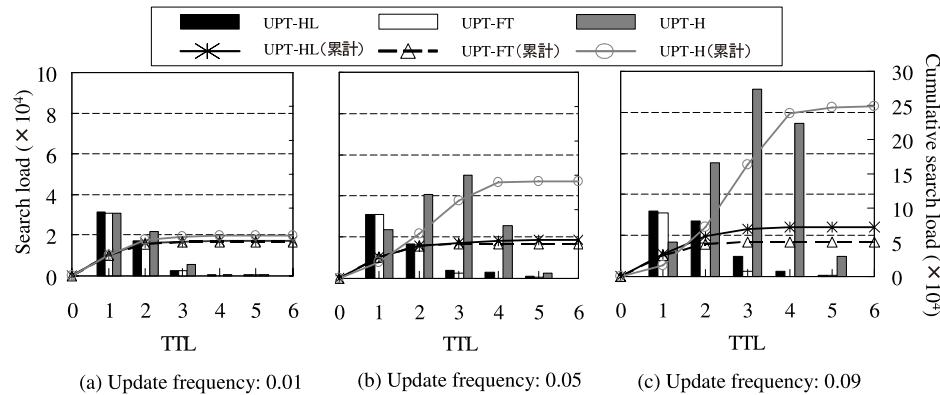 UPT-HL UPT-FT UPT-H
UPT-HL(累計) UPT-FT(累計) UPT-H(累計)
Search load (×10⁴)
10
8
6
4
2
0
0 1 2 3 4 5 6
TTL
(a) Update frequency: 0.01
0 1 2 3 4 5 6
TTL
(b) Update frequency: 0.05
0 1 2 3 4 5 6
TTL
(c) Update frequency: 0.09
30
25
20
15
10
5
0
Cumulative search load (×10⁴)